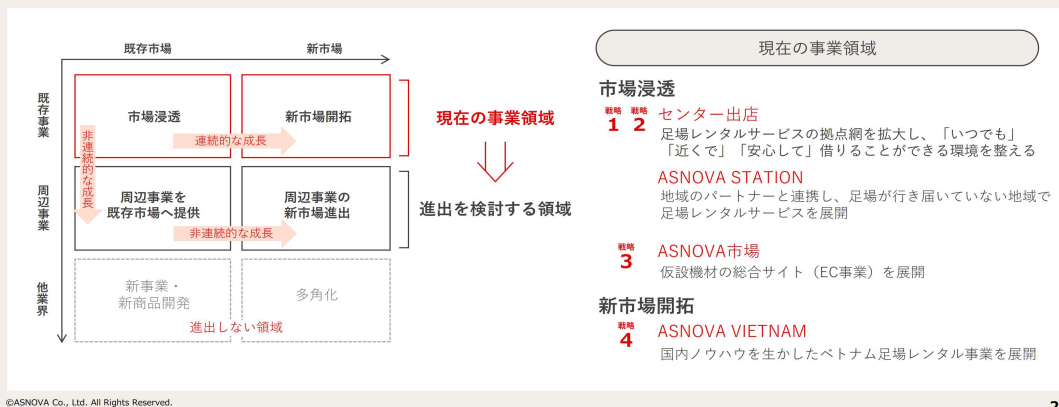 既存市場
新市場
既存事業
周辺事業
他業界
市場浸透
新市場開拓
連続的な成長
非連続的な成長
周辺事業を
既存市場へ提供
周辺事業の
新市場進出
非連続的な成長
新事業・
新商品開発
多角化
進出しない領域
現在の事業領域
進出を検討する領域
現在の事業領域
市場浸透
戦略 戦略
1 2
センター出店
足場レンタルサービスの拠点網を拡大し、「いつでも」
「近くで」「安心して」借りることができる環境を整える
ASNOVA STATION
地域のパートナーと連携し、足場が行き届いていない地域で
足場レンタルサービスを展開
戦略
3
ASNOVA市場
仮設機材の総合サイト（EC事業）を展開
新市場開拓
戦略
4
ASNOVA VIETNAM
国内ノウハウを生かしたベトナム足場レンタル事業を展開
©ASNOVA Co., Ltd. All Rights Reserved.